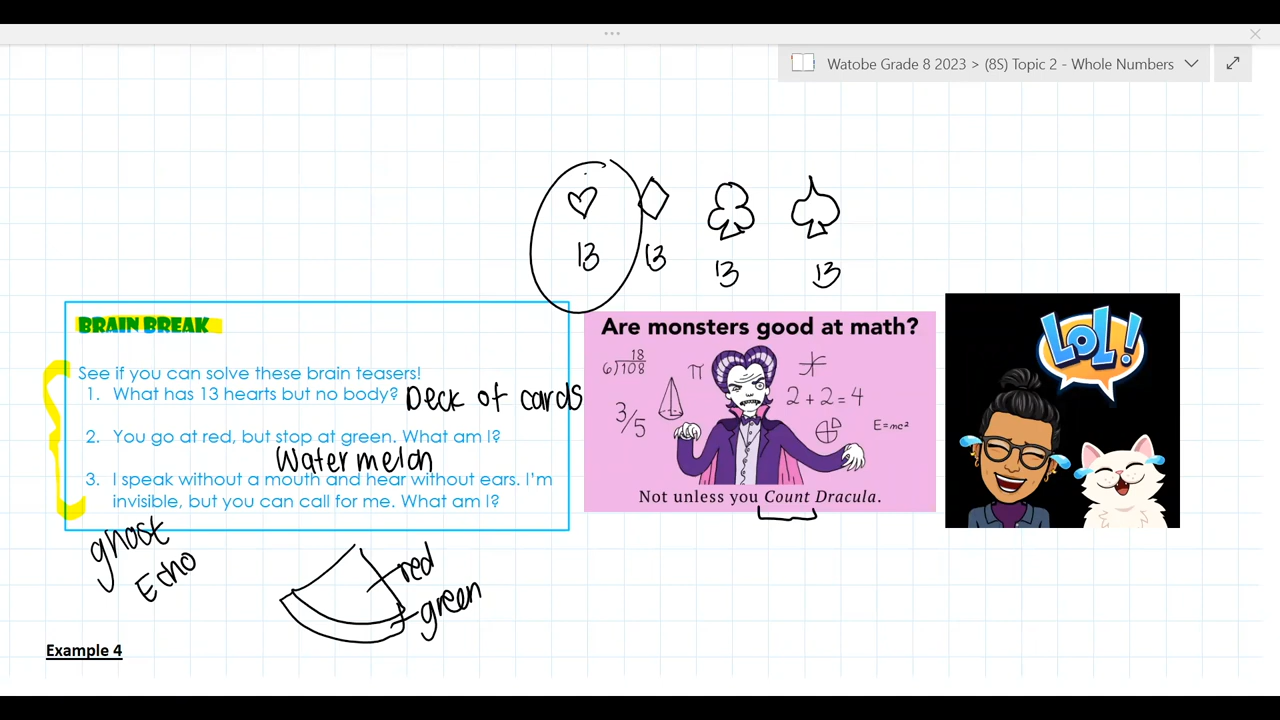 Watobe Grade 8 2023 > (8S) Topic 2 - Whole Numbers
13 13 13 13
BRAIN BREAK
See if you can solve these brain teasers!
1. What has 13 hearts but no body? Deck of cards
2. You go at red, but stop at green. What am I?
Watermelon
3. I speak without a mouth and hear without ears. I'm
invisible, but you can call for me. What am I?
ghost
Echo
red
green
Are monsters good at math?
18
6)108
π
3/5
2+2=4
E=mc²
Not unless you Count Dracula.
LOL!
Example 4